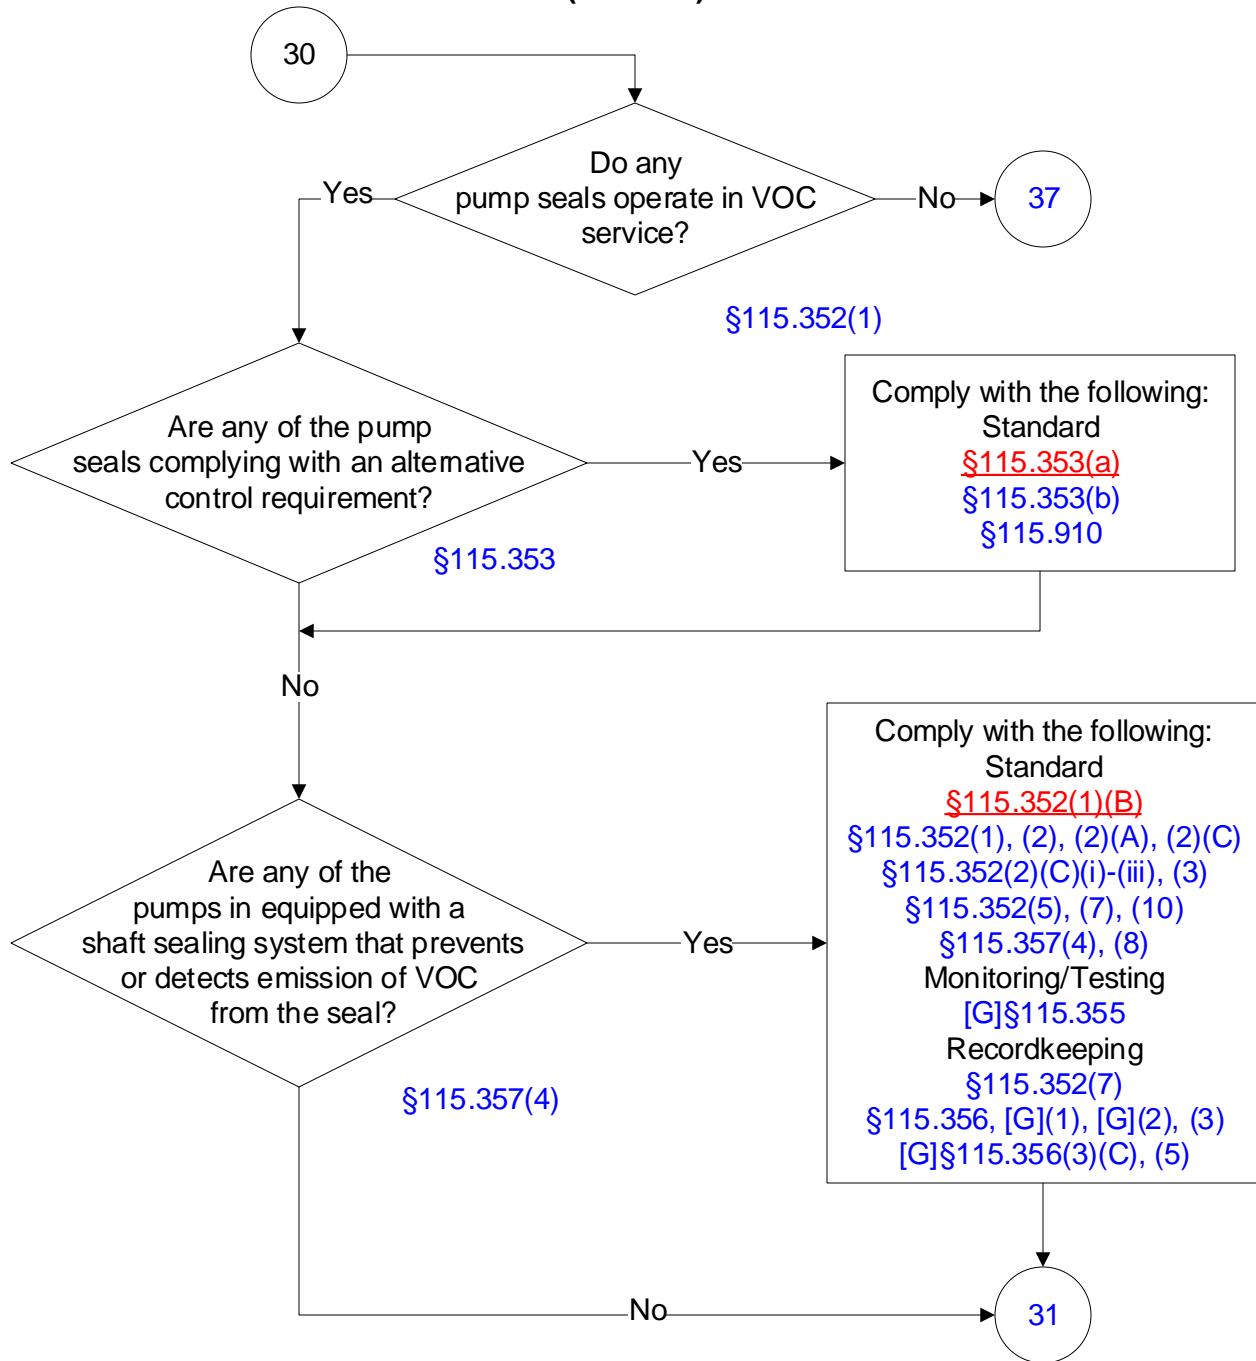 30
Do any
pump seals operate in VOC
service?
Yes
No
37
§115.352(1)
Are any of the pump
seals complying with an alternative
control requirement?
Yes
§115.353
Comply with the following:
Standard
§115.353(a)
§115.353(b)
§115.910
No
Are any of the
pumps in equipped with a
shaft sealing system that prevents
or detects emission of VOC
from the seal?
Yes
§115.357(4)
Comply with the following:
Standard
§115.352(1)(B)
§115.352(1), (2), (2)(A), (2)(C)
§115.352(2)(C)(i)-(iii), (3)
§115.352(5), (7), (10)
§115.357(4), (8)
Monitoring/Testing
[G]§115.355
Recordkeeping
§115.352(7)
§115.356, [G](1), [G](2), (3)
[G]§115.356(3)(C), (5)
No
31